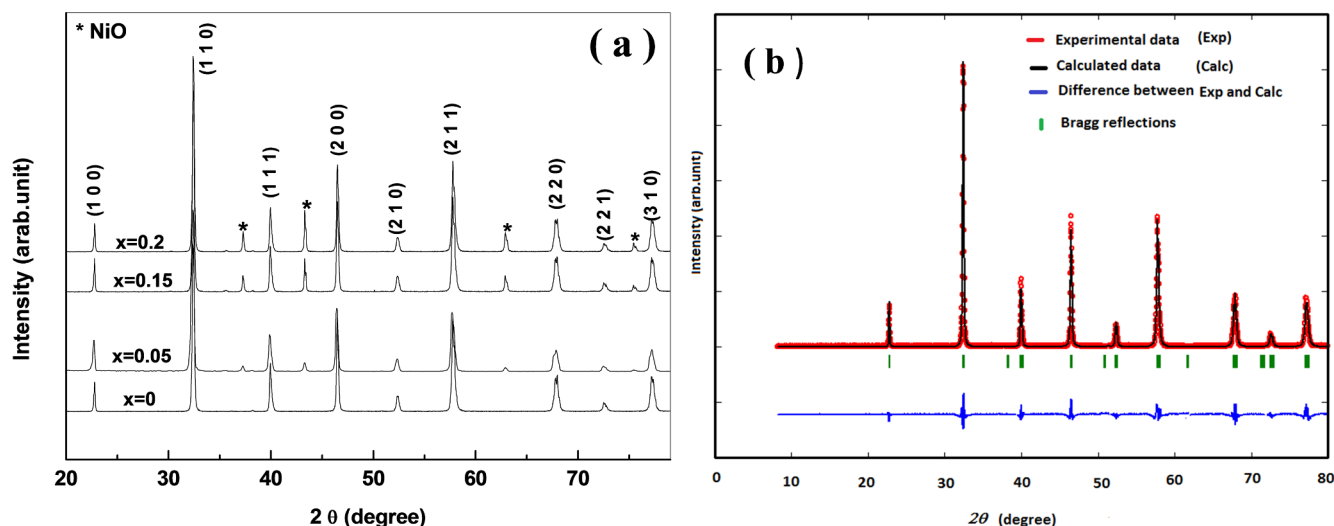 * NiO
( a )
(1 0 0)
(1 1 0)
*
(1 1 1)
*
(2 0 0)
(2 1 0)
(2 1 1)
*
(2 2 0)
(2 2 1)
*
(3 1 0)
x=0.2
x=0.15
x=0.05
x=0
Intensity (arab.unit)
20 30 40 50 60 70
2 θ (degree)
( b )
Experimental data (Exp)
Calculated data (Calc)
Difference between Exp and Calc
Bragg reflections
Intensity (arb.unit)
0 10 20 30 40 50 60 70 80
2θ (degree)